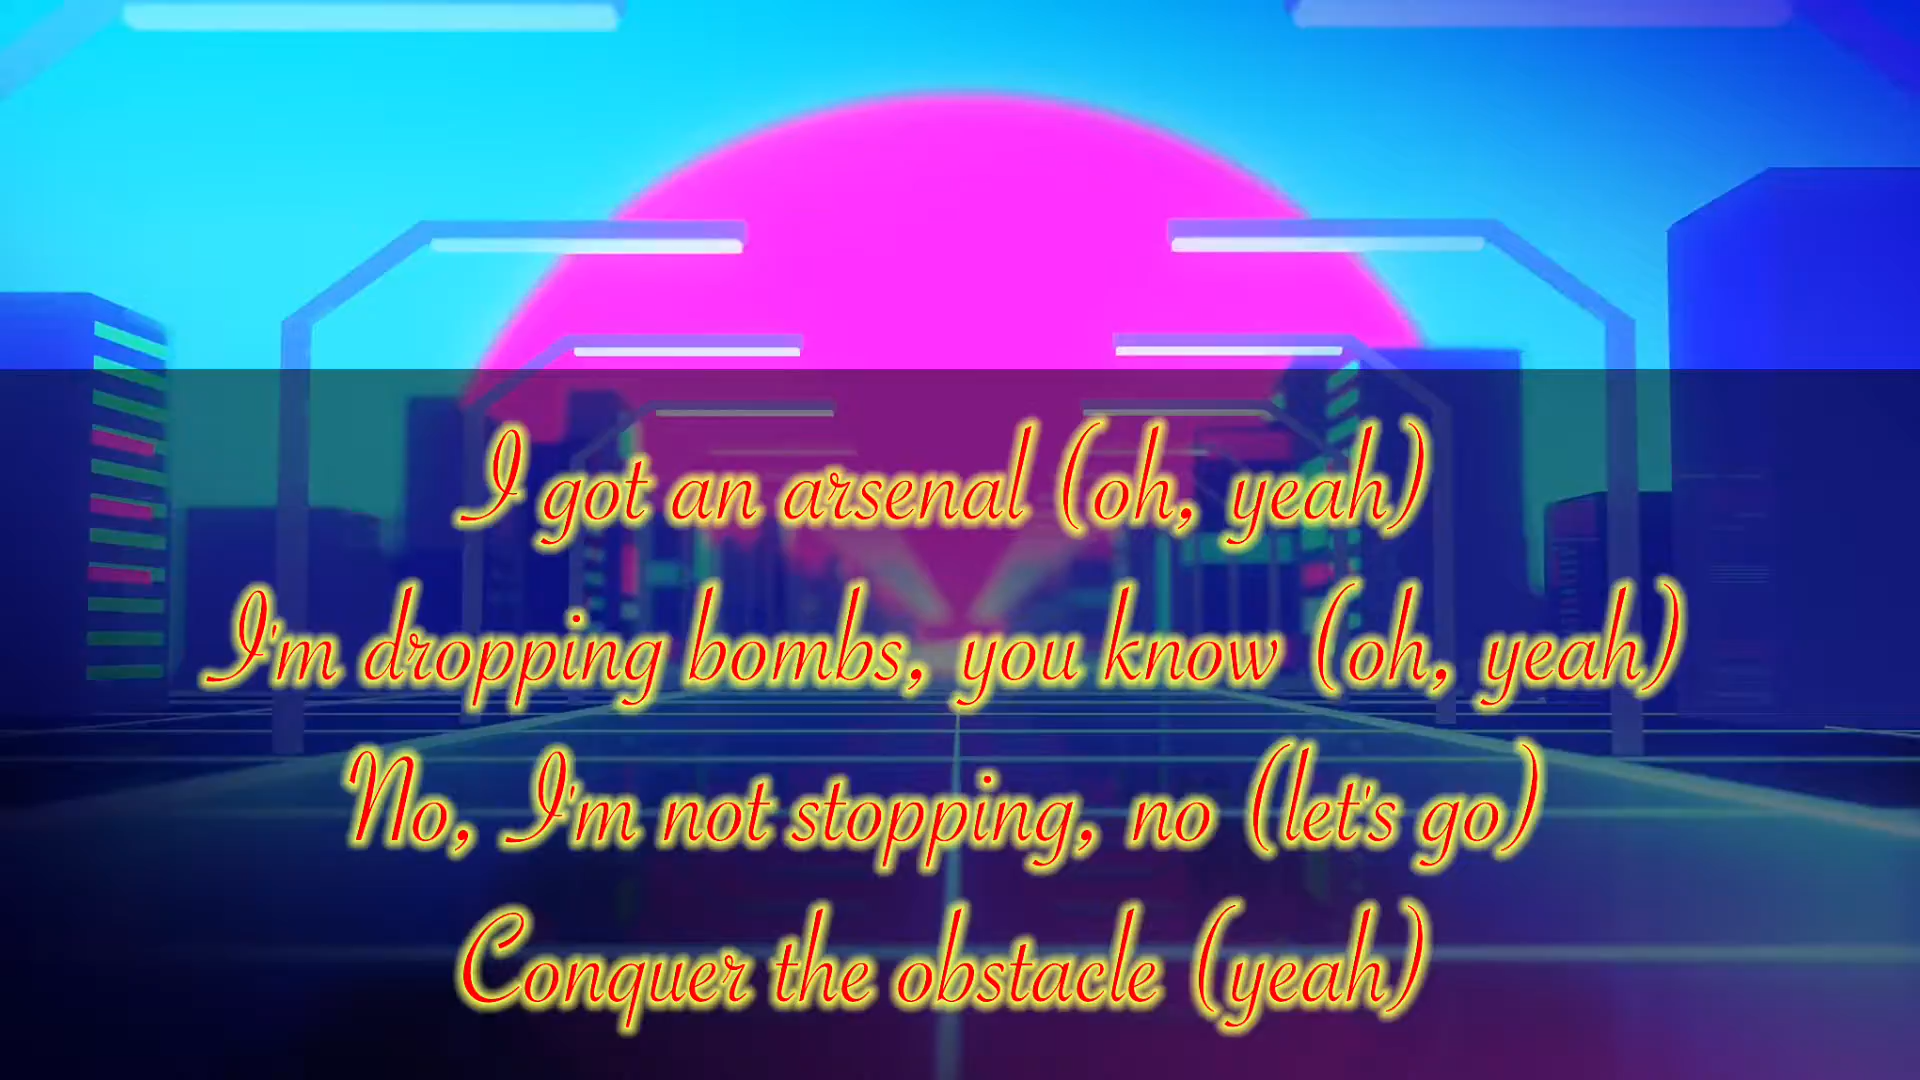 I got an arsenal (oh, yeah)
I'm dropping bombs, you know (oh, yeah)
No, I'm not stopping, no (let's go)
Conquer the obstacle (yeah)